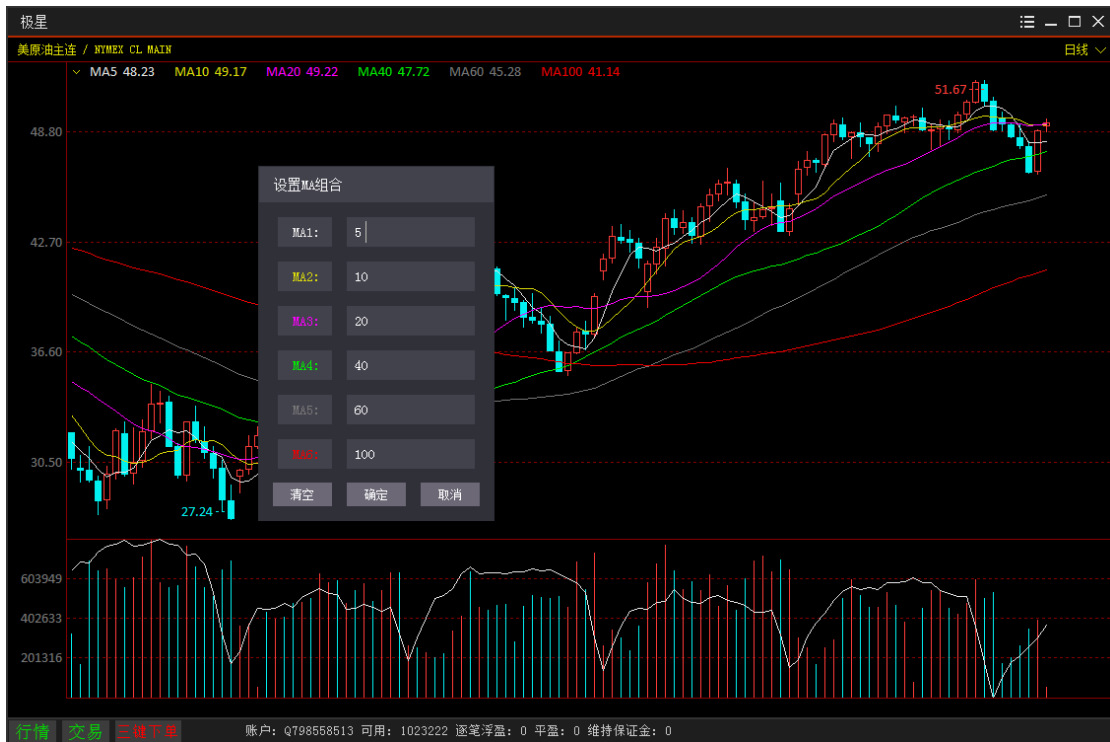 极星
美原油主连 / NYMEX CL MAIN 日线
MA5 48.23 MA10 49.17 MA20 49.22 MA40 47.72 MA60 45.28 MA100 41.14
51.67
48.80
设置MA组合
MA1: 5
42.70
MA2: 10
MA3: 20
36.60
MA4: 40
MA5: 60
MA6: 100
30.50
清空 确定 取消
27.24
603949
402633
201316
行情 交易 三键下单 账户: Q798558513 可用: 1023222 逐笔浮盈: 0 平盈: 0 维持保证金: 0